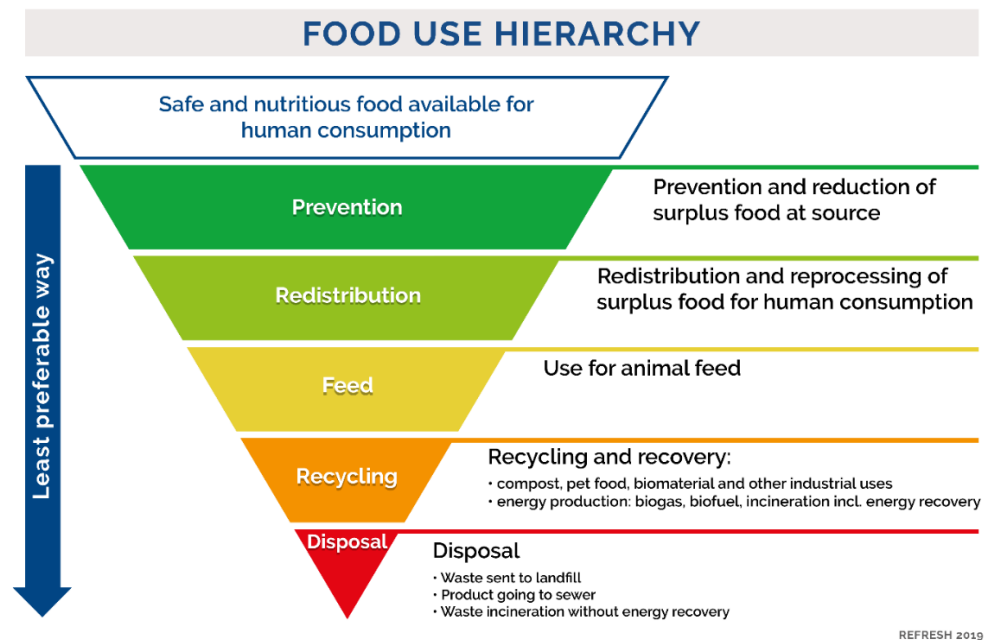 FOOD USE HIERARCHY
Safe and nutritious food available for
human consumption
Least preferable way
Prevention
Prevention and reduction of
surplus food at source
Redistribution
Redistribution and reprocessing of
surplus food for human consumption
Feed
Use for animal feed
Recycling
Recycling and recovery:
• compost, pet food, biomaterial and other industrial uses
• energy production: biogas, biofuel, incineration incl. energy recovery
Disposal
Disposal
• Waste sent to landfill
• Product going to sewer
• Waste incineration without energy recovery
REFRESH 2019